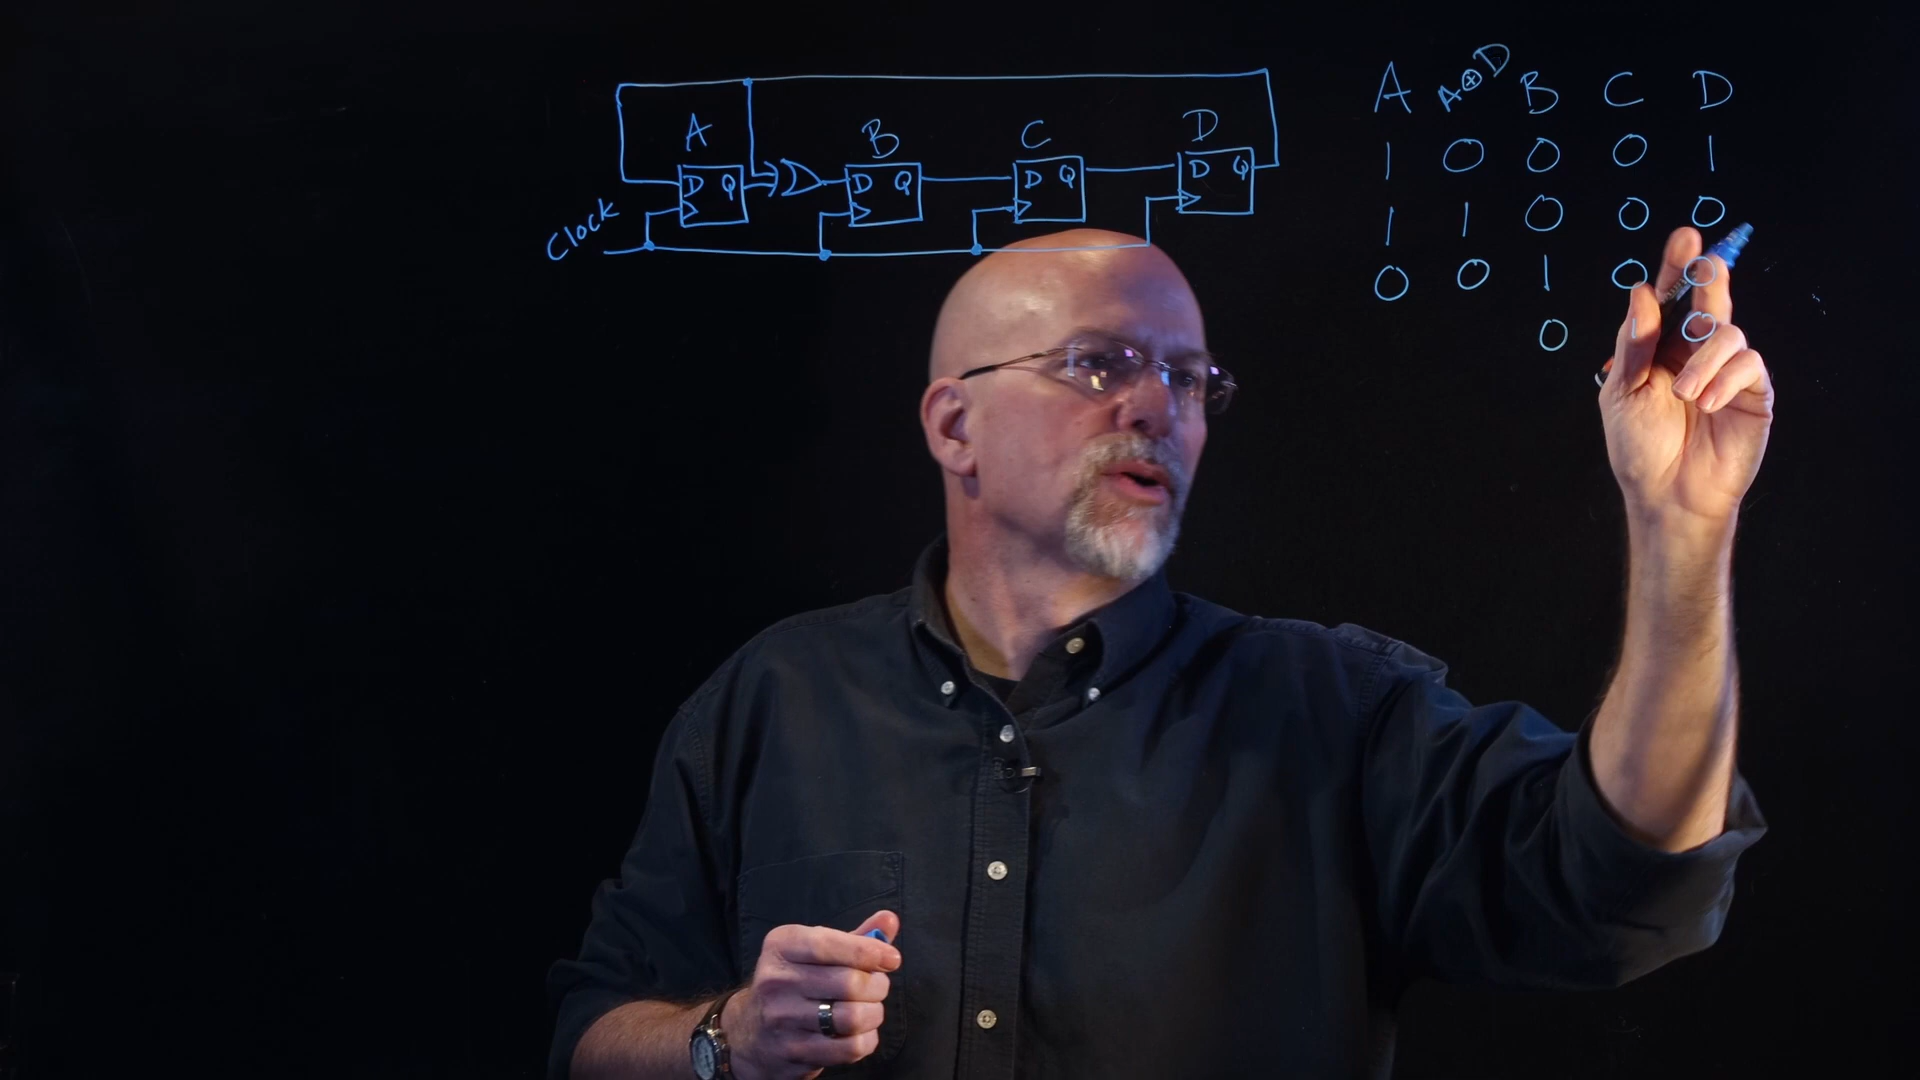 A B C D
D Q D Q D Q D Q
Clock
A A⊕D B C D
1 0 0 0 1
1 1 0 0 0
0 0 1 0 0
0 1 0